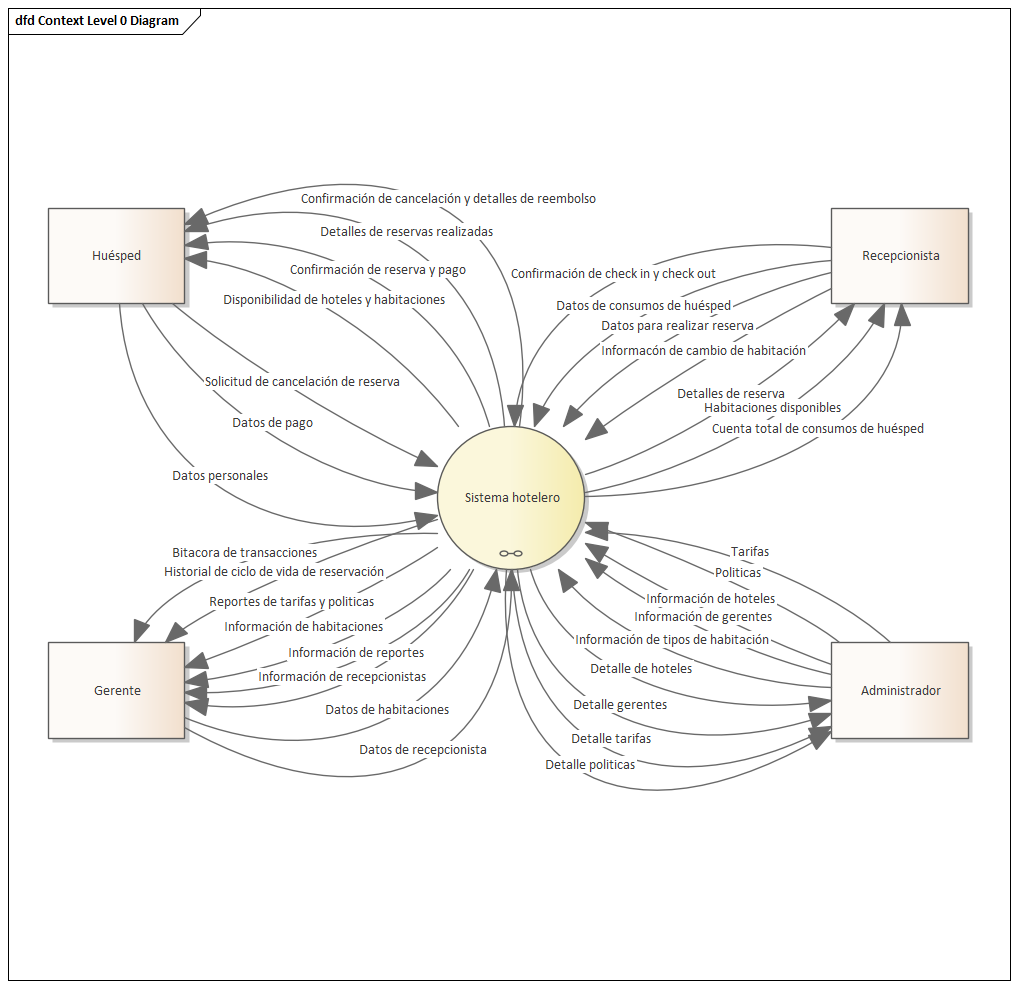 dfd Context Level 0 Diagram
Confirmación de cancelación y detalles de reembolso
Huésped
Recepcionista
Detalles de reservas realizadas
Confirmación de reserva y pago
Confirmación de check in y check out
Disponibilidad de hoteles y habitaciones
Datos de consumos de huésped
Datos para realizar reserva
Informacón de cambio de habitación
Solicitud de cancelación de reserva
Detalles de reserva
Habitaciones disponibles
Datos de pago
Cuenta total de consumos de huésped
Datos personales
Sistema hotelero
Bitacora de transacciones
Tarifas
Historial de ciclo de vida de reservación
Politicas
Reportes de tarifas y politicas
Información de hoteles
Información de gerentes
Información de habitaciones
Información de tipos de habitación
Información de reportes
Detalle de hoteles
Información de recepcionistas
Gerente
Administrador
Datos de habitaciones
Detalle gerentes
Detalle tarifas
Datos de recepcionista
Detalle politicas